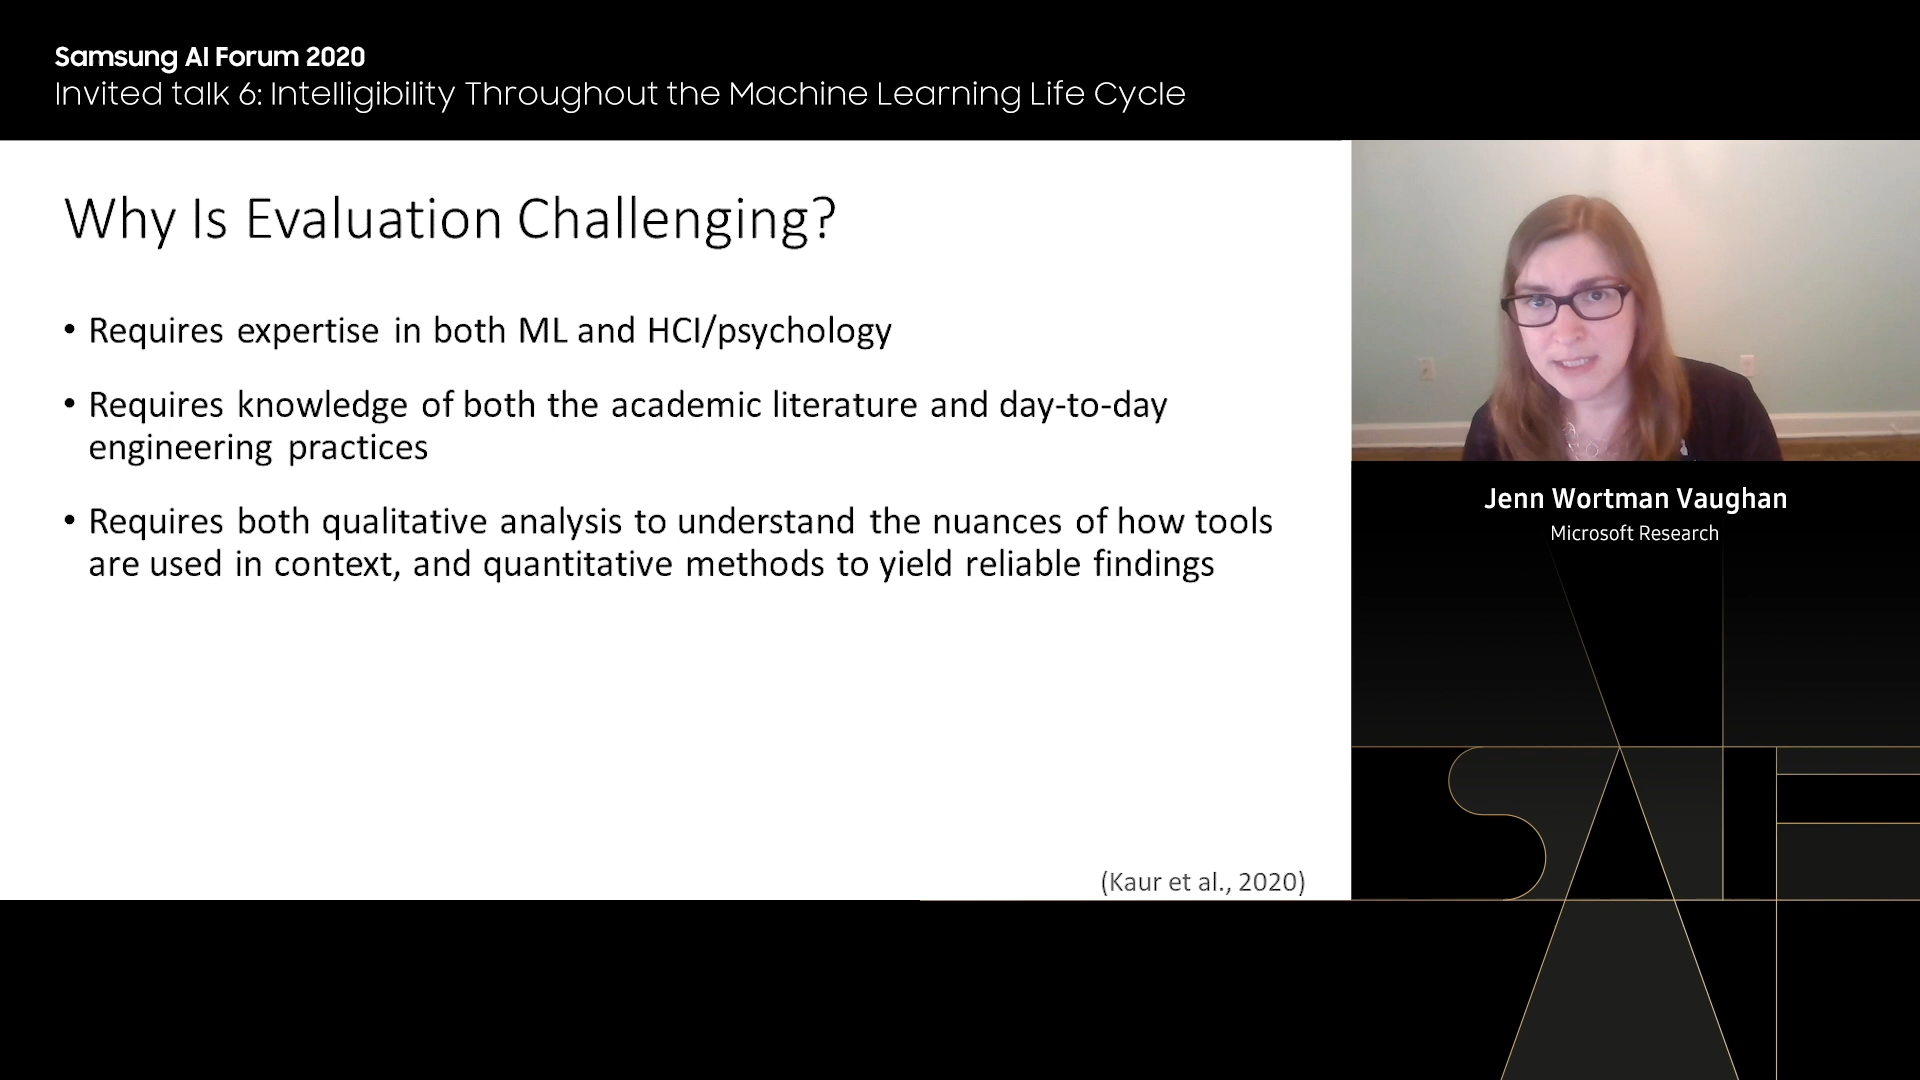 Samsung AI Forum 2020
Invited talk 6: Intelligibility Throughout the Machine Learning Life Cycle
Why Is Evaluation Challenging?
• Requires expertise in both ML and HCI/psychology
• Requires knowledge of both the academic literature and day-to-day
engineering practices
• Requires both qualitative analysis to understand the nuances of how tools
are used in context, and quantitative methods to yield reliable findings
(Kaur et al., 2020)
Jenn Wortman Vaughan
Microsoft Research